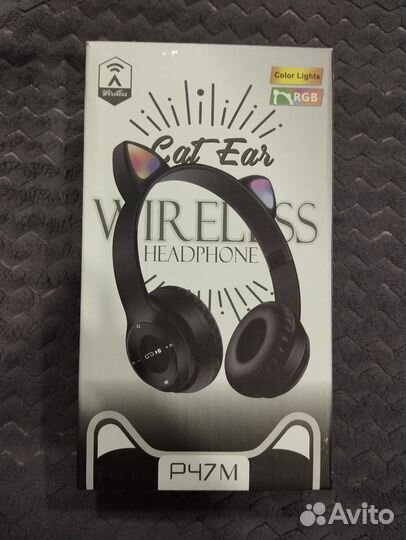 Wireless
Color Lights
RGB
Cat Ear
WIRELESS
HEADPHONE
M
P47M
Avito